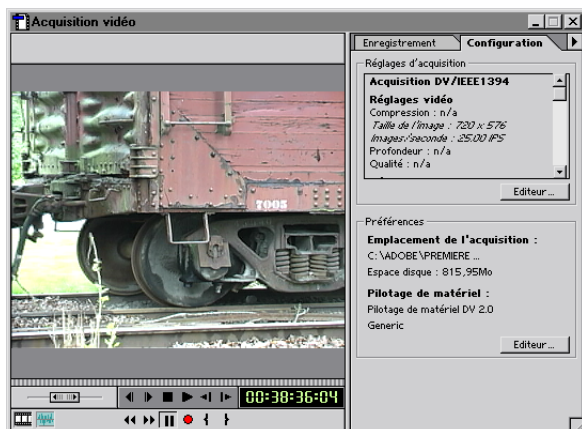 Acquisition vidéo
Enregistrement
Configuration
Réglages d'acquisition
Acquisition DV/IEEE1394
Réglages vidéo
Compression : n/a
Taille de l'image : 720 x 576
Images/seconde : 25.00 IPS
Profondeur : n/a
Qualité : n/a
Editeur...
7005
Préférences
Emplacement de l'acquisition :
C:\ADOBE\PREMIERE ...
Espace disque : 815,95Mo
Pilotage de matériel :
Pilotage de matériel DV 2.0
Generic
Editeur...
00:38:36:04